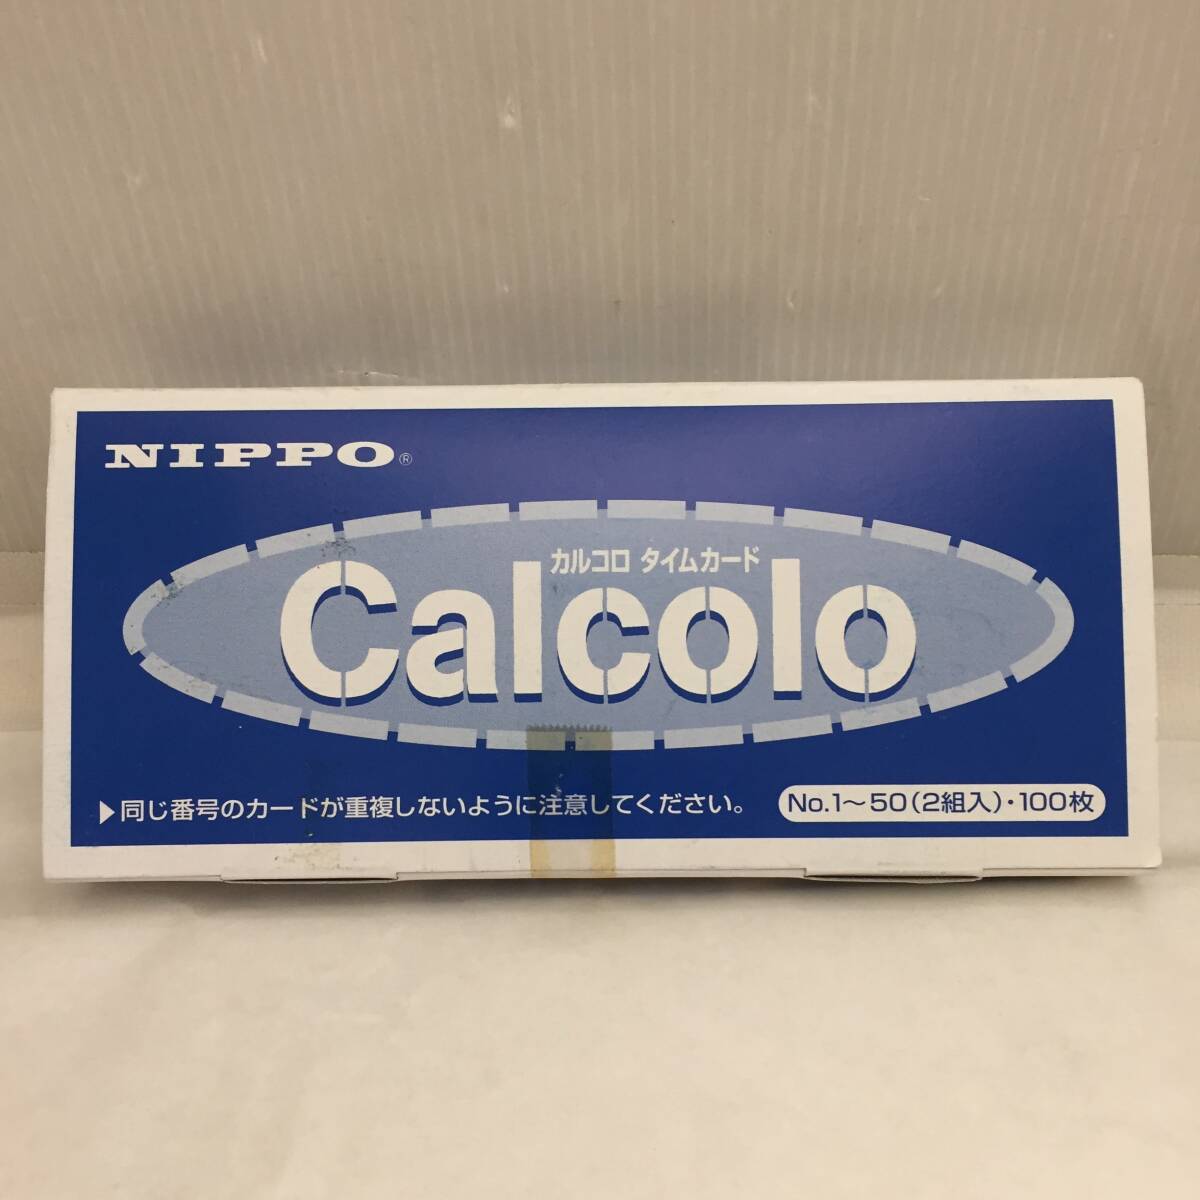 NIPPO®
カルコロ タイムカード
Calcolo
▶同じ番号のカードが重複しないように注意してください。
No.1〜50(2組入)・100枚